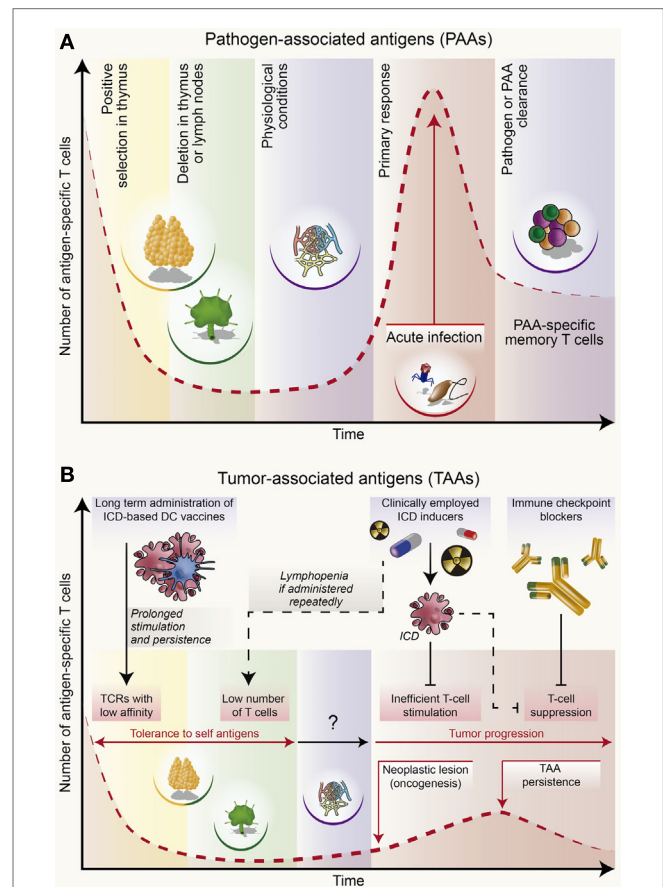 A
Pathogen-associated antigens (PAAs)
Number of antigen-specific T cells
Positive
selection in thymus
Deletion in thymus
or lymph nodes
Physiological
conditions
Primary response
Pathogen or PAA
clearance
Acute infection
PAA-specific
memory T cells
Time
B
Tumor-associated antigens (TAAs)
Number of antigen-specific T cells
Long term administration of
ICD-based DC vaccines
Clinically employed
ICD inducers
Immune checkpoint
blockers
Lymphopenia
if administered
repeatedly
Prolonged
stimulation
and persistence
ICD
TCRs with
low affinity
Low number
of T cells
Inefficient T-cell
stimulation
T-cell
suppression
Tolerance to self antigens
?
Tumor progression
Neoplastic lesion
(oncogenesis)
TAA
persistence
Time